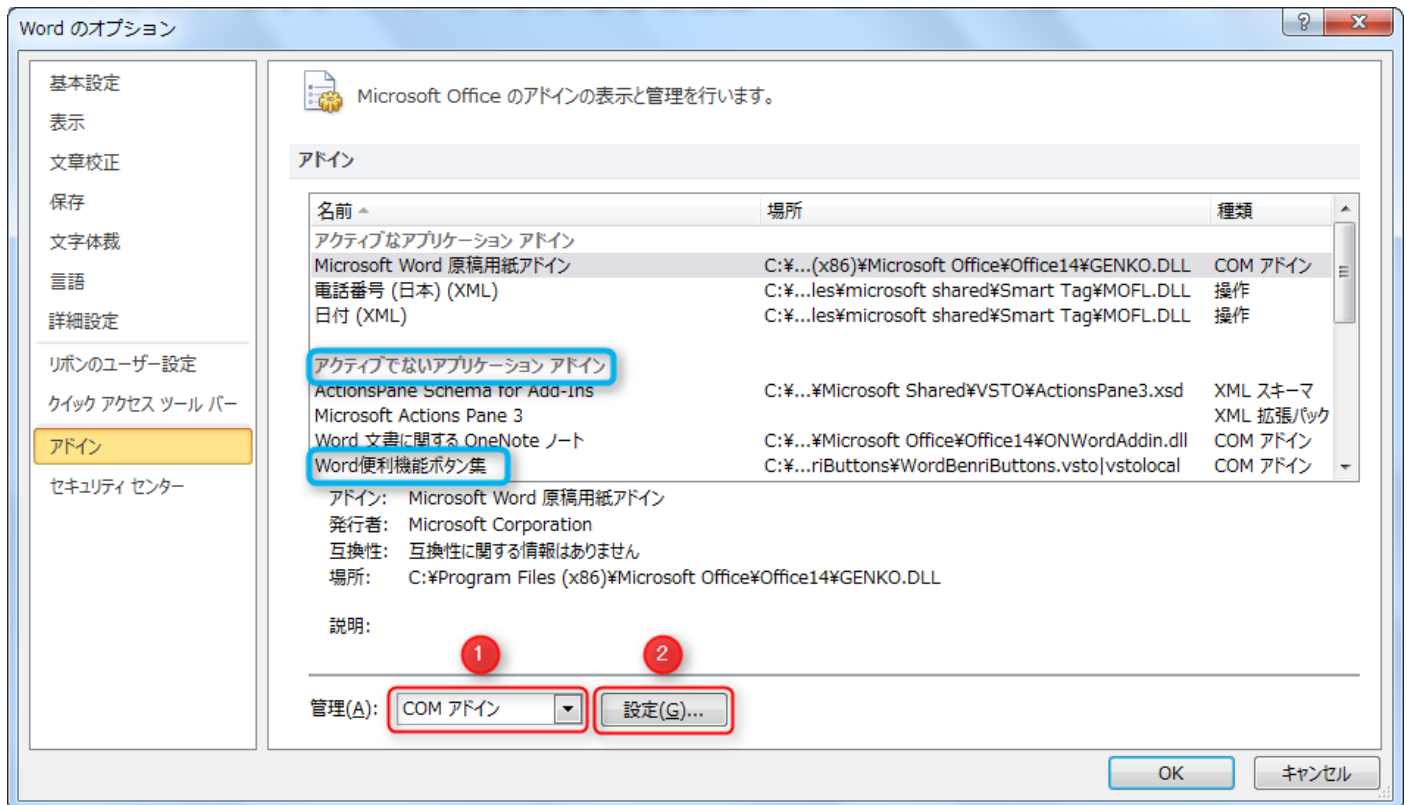 Word のオプション
基本設定
表示
文章校正
保存
文字体裁
言語
詳細設定
リボンのユーザー設定
クイック アクセス ツール バー
アドイン
セキュリティ センター
Microsoft Office のアドインの表示と管理を行います。
アドイン
名前 場所 種類
アクティブなアプリケーション アドイン
Microsoft Word 原稿用紙アドイン C:¥...(x86)¥Microsoft Office¥Office14¥GENKO.DLL COM アドイン
電話番号 (日本) (XML) C:¥...les¥microsoft shared¥Smart Tag¥MOFL.DLL 操作
日付 (XML) C:¥...les¥microsoft shared¥Smart Tag¥MOFL.DLL 操作
アクティブでないアプリケーション アドイン
ActionsPane Schema for Add-Ins C:¥...¥Microsoft Shared¥VSTO¥ActionsPane3.xsd XML スキーマ
Microsoft Actions Pane 3 XML 拡張パック
Word 文書に関する OneNote ノート C:¥...¥Microsoft Office¥Office14¥ONWordAddin.dll COM アドイン
Word便利機能ボタン集 C:¥...riButtons¥WordBenriButtons.vsto|vstolocal COM アドイン
アドイン: Microsoft Word 原稿用紙アドイン
発行者: Microsoft Corporation
互換性: 互換性に関する情報はありません
場所: C:¥Program Files (x86)¥Microsoft Office¥Office14¥GENKO.DLL
説明:
1 2
管理(A): COM アドイン 設定(G)...
OK キャンセル